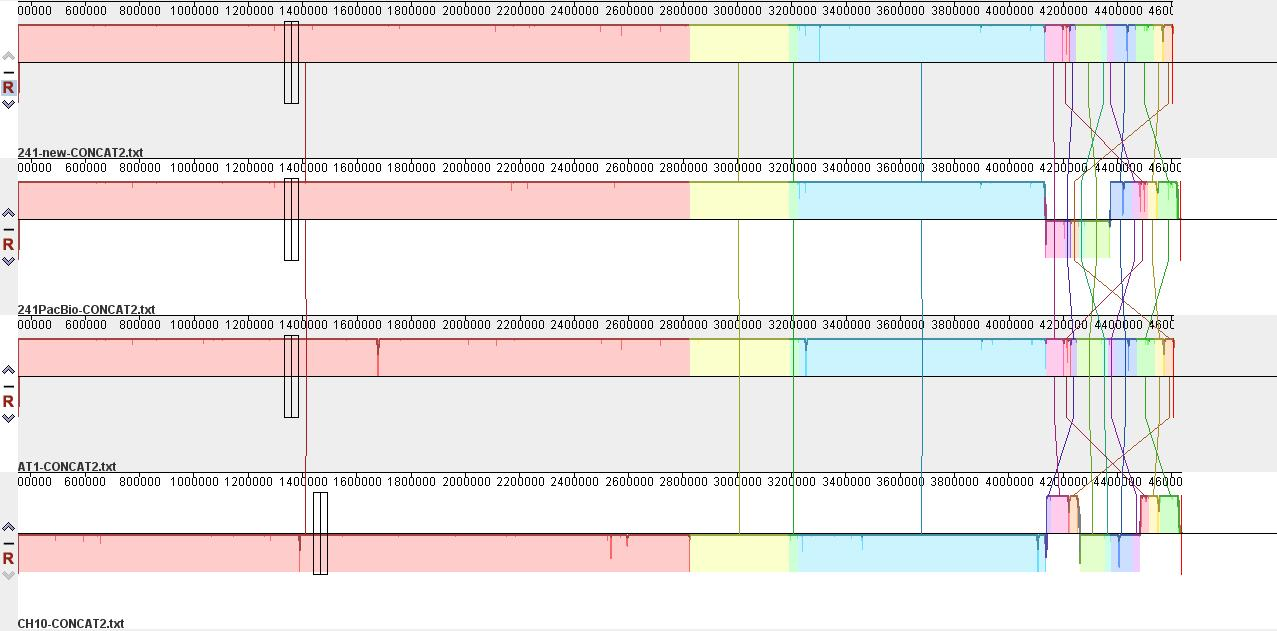 00000 600000 800000 1000000 1200000 1400000 1600000 1800000 2000000 2200000 2400000 2600000 2800000 3000000 3200000 3400000 3600000 3800000 4000000 4200000 4400000 4600
R
241-new-CONCAT2.txt
00000 600000 800000 1000000 1200000 1400000 1600000 1800000 2000000 2200000 2400000 2600000 2800000 3000000 3200000 3400000 3600000 3800000 4000000 4200000 4400000 4600
R
241PacBio-CONCAT2.txt
00000 600000 800000 1000000 1200000 1400000 1600000 1800000 2000000 2200000 2400000 2600000 2800000 3000000 3200000 3400000 3600000 3800000 4000000 4200000 4400000 4600
R
AT1-CONCAT2.txt
00000 600000 800000 1000000 1200000 1400000 1600000 1800000 2000000 2200000 2400000 2600000 2800000 3000000 3200000 3400000 3600000 3800000 4000000 4200000 4400000 46000
R
CH10-CONCAT2.txt